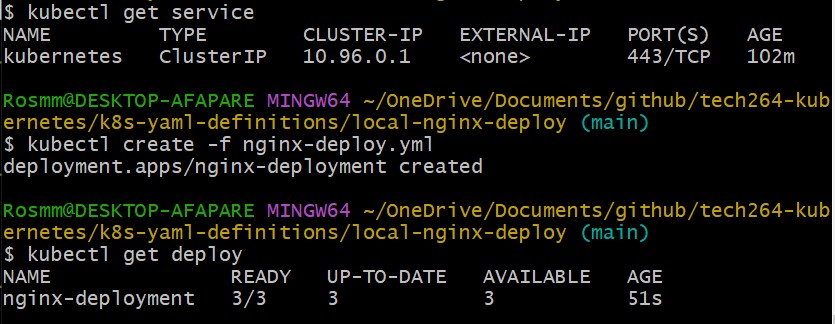 $ kubectl get service
NAME TYPE CLUSTER-IP EXTERNAL-IP PORT(S) AGE
kubernetes ClusterIP 10.96.0.1 <none> 443/TCP 102m
Rosmm@DESKTOP-AFAPARE MINGW64 ~/OneDrive/Documents/github/tech264-kub
ernetes/k8s-yaml-definitions/local-nginx-deploy (main)
$ kubectl create -f nginx-deploy.yml
deployment.apps/nginx-deployment created
Rosmm@DESKTOP-AFAPARE MINGW64 ~/OneDrive/Documents/github/tech264-kub
ernetes/k8s-yaml-definitions/local-nginx-deploy (main)
$ kubectl get deploy
NAME READY UP-TO-DATE AVAILABLE AGE
nginx-deployment 3/3 3 3 51s